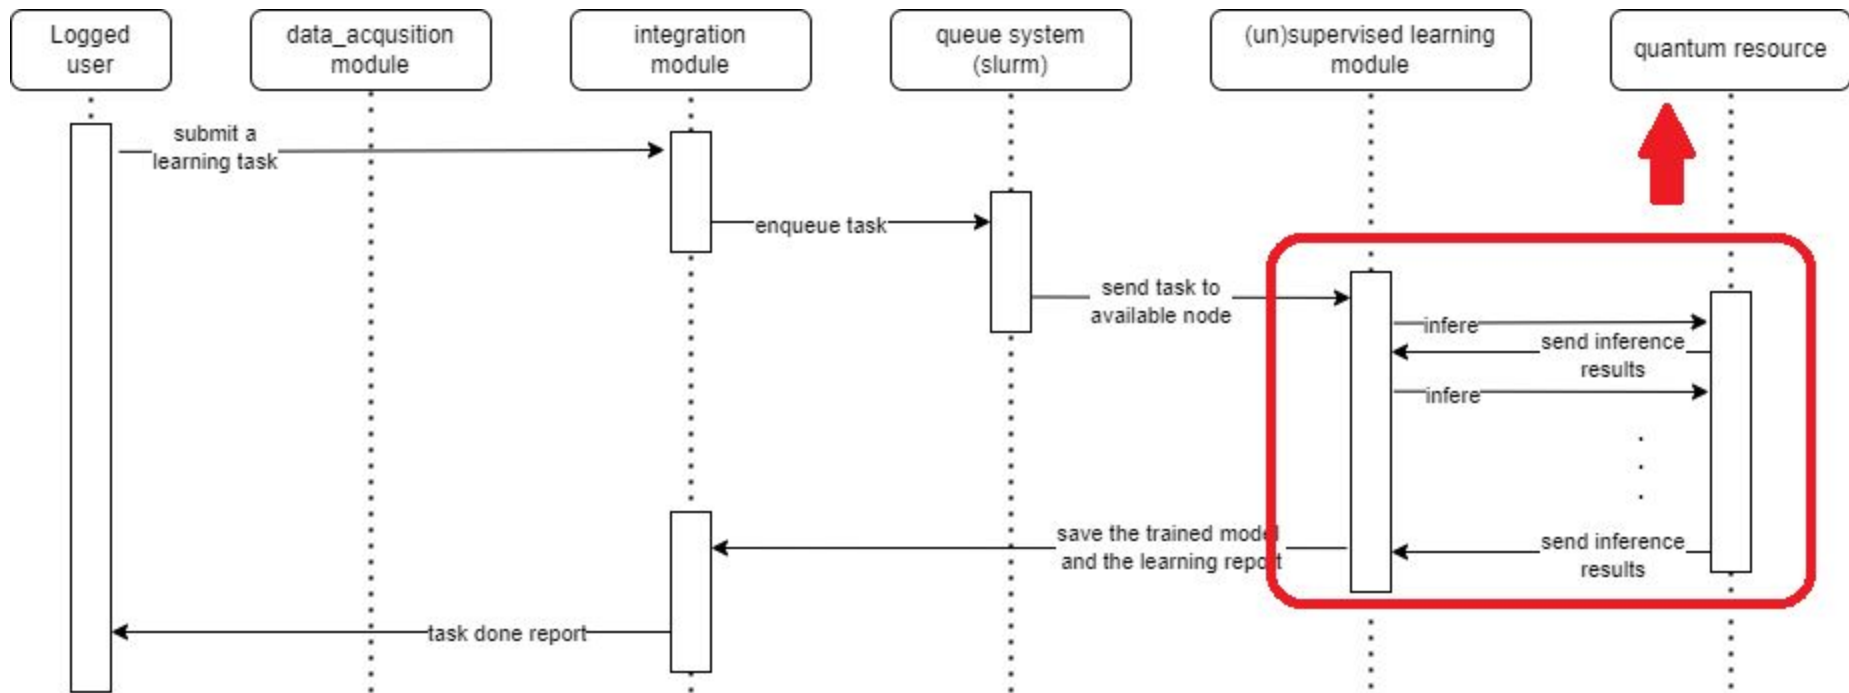 Logged
user
data_acqusition
module
integration
module
queue system
(slurm)
(un)supervised learning
module
quantum resource
submit a
learning task
enqueue task
send task to
available node
infere
send inference
results
infere
.
.
.
save the trained model
and the learning report
send inference
results
task done report